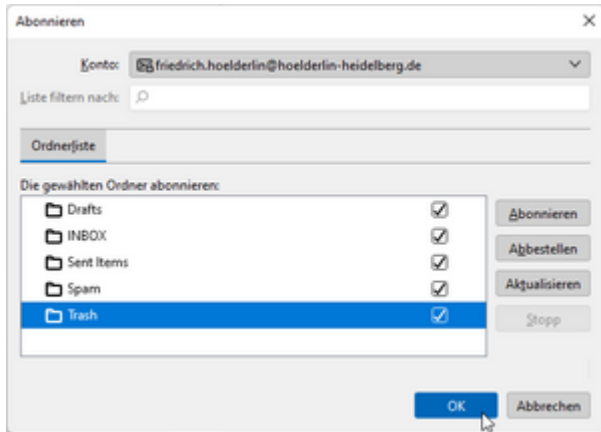 Abonnieren
Konto: friedrich.hoelderlin@hoelderlin-heidelberg.de
Liste filtern nach:
Ordnerliste
Die gewählten Ordner abonnieren:
Drafts
INBOX
Sent Items
Spam
Trash
Abonnieren
Abbestellen
Aktualisieren
Stopp
OK Abbrechen